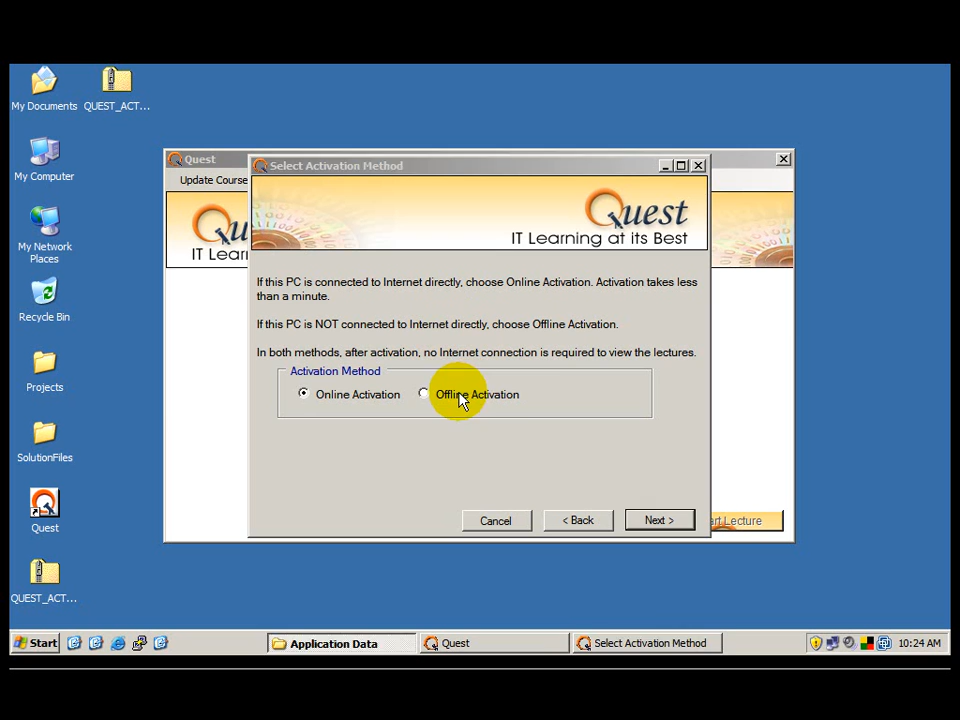 My Documents
QUEST_ACT...
My Computer
My Network
Places
Recycle Bin
Projects
SolutionFiles
Quest
QUEST_ACT...
Quest
Update Course
Qu
IT Learn
Select Activation Method
Quest
IT Learning at its Best
If this PC is connected to Internet directly, choose Online Activation. Activation takes less
than a minute.
If this PC is NOT connected to Internet directly, choose Offline Activation.
In both methods, after activation, no Internet connection is required to view the lectures.
Activation Method
Online Activation
Offline Activation
Cancel
< Back
Next >
art Lecture
Start
Application Data
Quest
Select Activation Method
10:24 AM